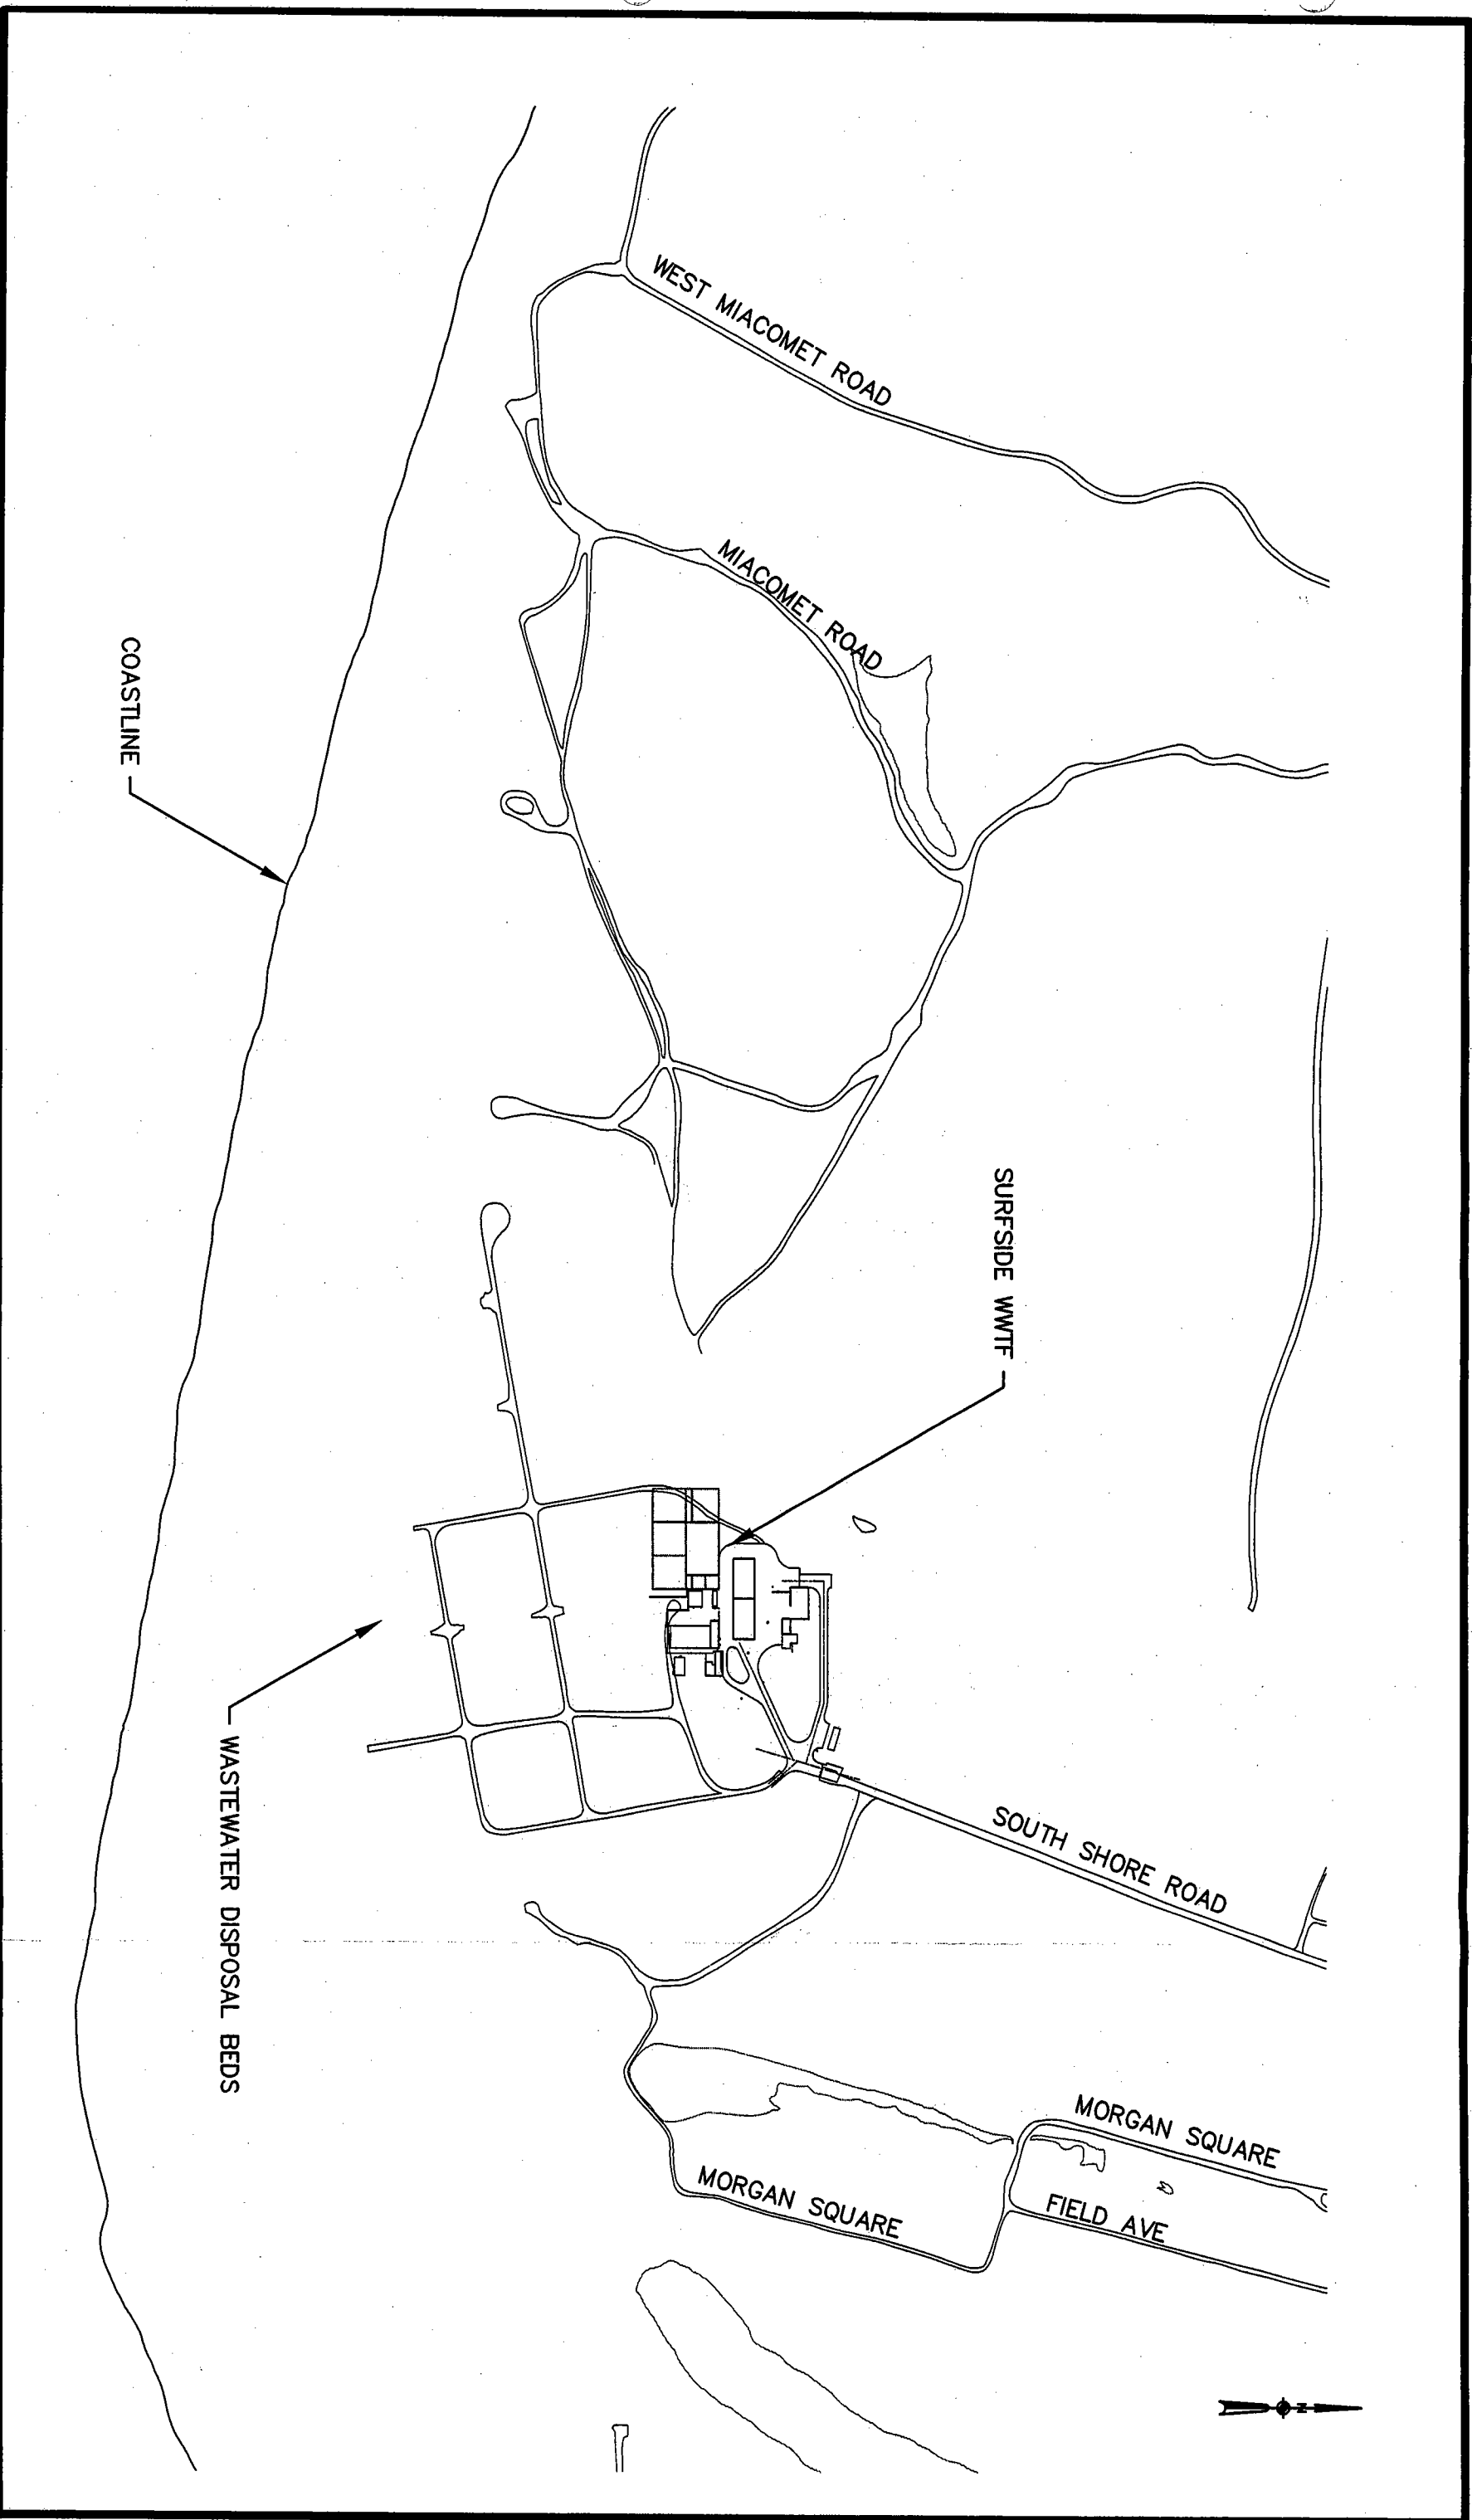 WEST MIACOMET ROAD
MIACOMET ROAD
COASTLINE
SURFSIDE WWTF
WASTEWATER DISPOSAL BEDS
SOUTH SHORE ROAD
MORGAN SQUARE
MORGAN SQUARE
FIELD AVE
N